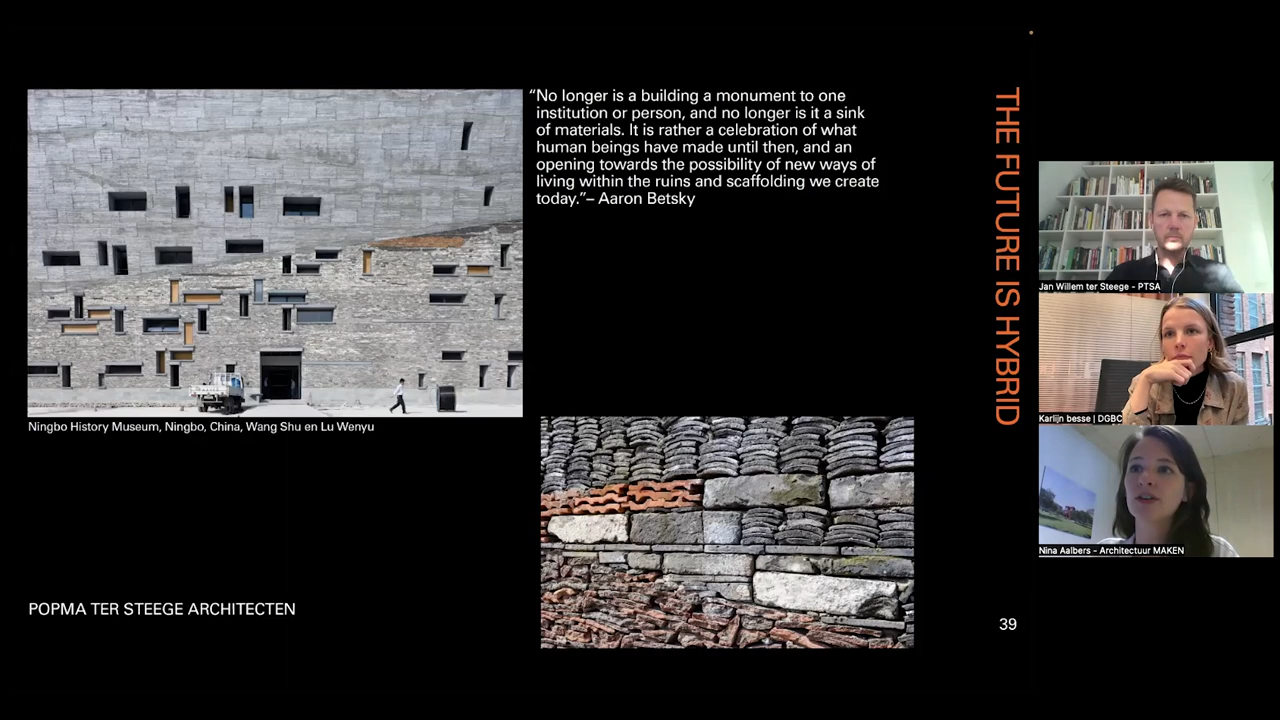 “No longer is a building a monument to one
institution or person, and no longer is it a sink
of materials. It is rather a celebration of what
human beings have made until then, and an
opening towards the possibility of new ways of
living within the ruins and scaffolding we create
today.”– Aaron Betsky
Ningbo History Museum, Ningbo, China, Wang Shu en Lu Wenyu
POPMA TER STEEGE ARCHITECTEN
THE FUTURE IS HYBRID
39
Jan Willem ter Steege - PTSA
Karlijn besse | DGBC
Nina Aalbers - Architectuur MAKEN